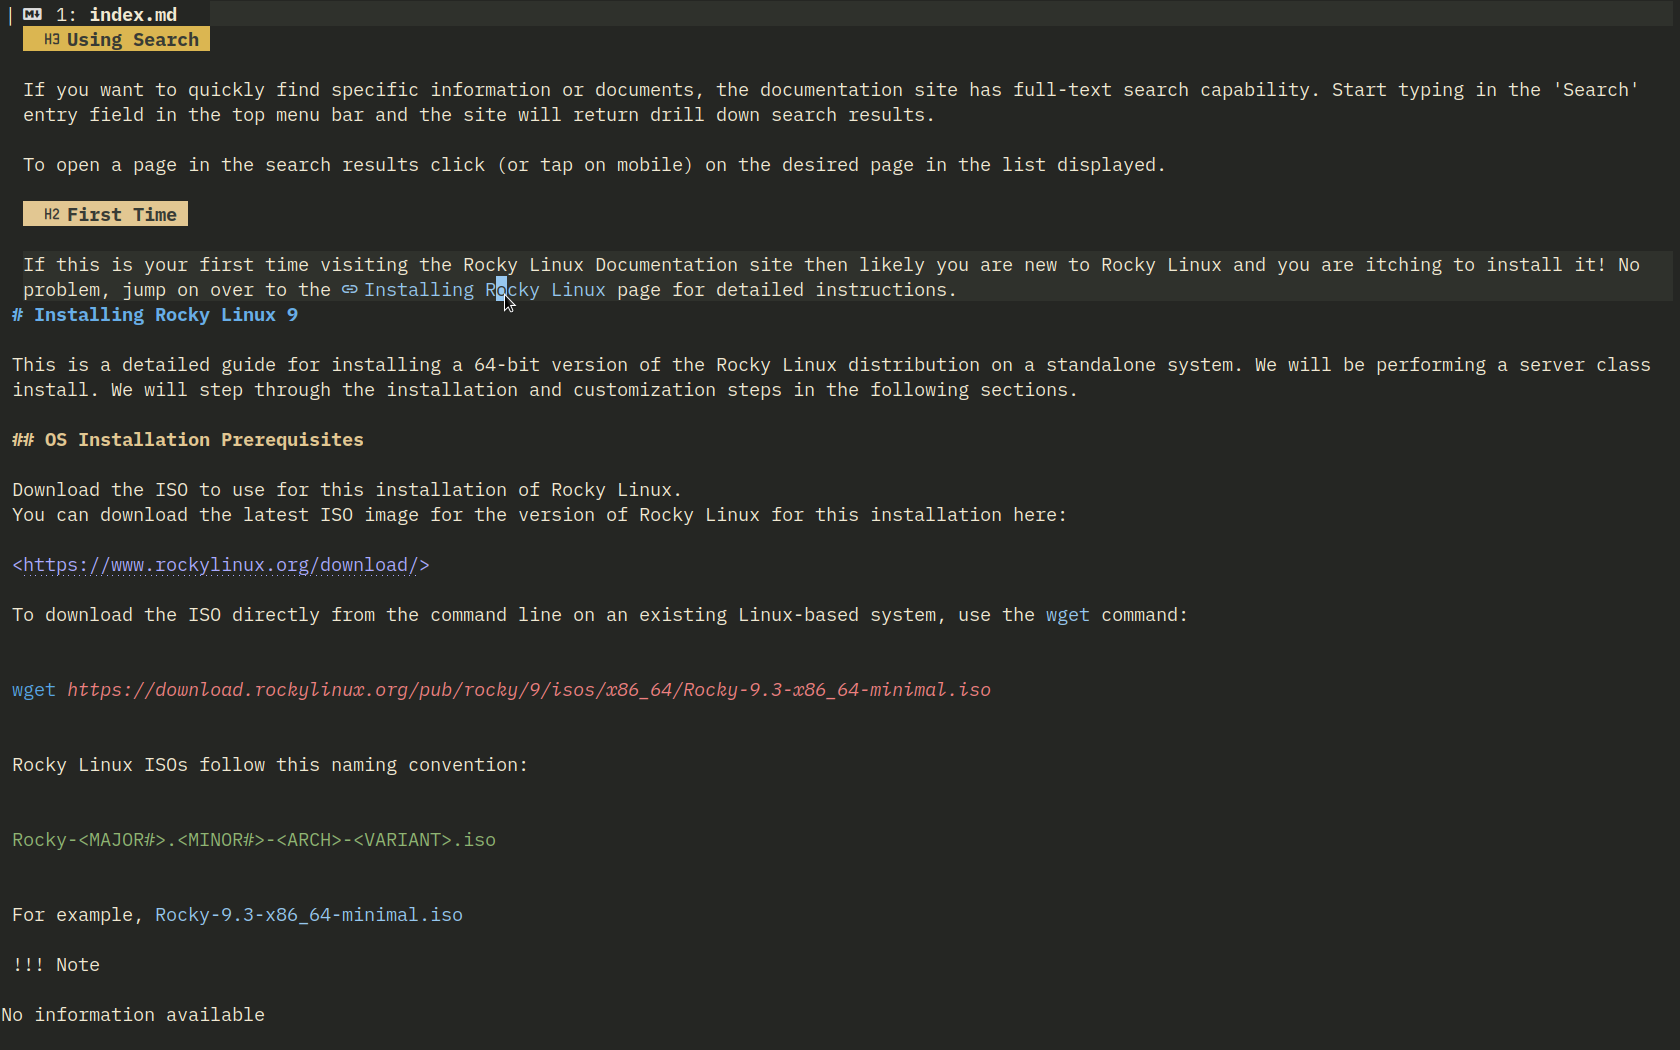 1: index.md
H3 Using Search
If you want to quickly find specific information or documents, the documentation site has full-text search capability. Start typing in the 'Search'
entry field in the top menu bar and the site will return drill down search results.
To open a page in the search results click (or tap on mobile) on the desired page in the list displayed.
H2 First Time
If this is your first time visiting the Rocky Linux Documentation site then likely you are new to Rocky Linux and you are itching to install it! No
problem, jump on over to the Installing Rocky Linux page for detailed instructions.
# Installing Rocky Linux 9
This is a detailed guide for installing a 64-bit version of the Rocky Linux distribution on a standalone system. We will be performing a server class
install. We will step through the installation and customization steps in the following sections.
## OS Installation Prerequisites
Download the ISO to use for this installation of Rocky Linux.
You can download the latest ISO image for the version of Rocky Linux for this installation here:
<https://www.rockylinux.org/download/>
To download the ISO directly from the command line on an existing Linux-based system, use the wget command:
wget https://download.rockylinux.org/pub/rocky/9/isos/x86_64/Rocky-9.3-x86_64-minimal.iso
Rocky Linux ISOs follow this naming convention:
Rocky-<MAJOR#>.<MINOR#>-<ARCH>-<VARIANT>.iso
For example, Rocky-9.3-x86_64-minimal.iso
!!! Note
No information available